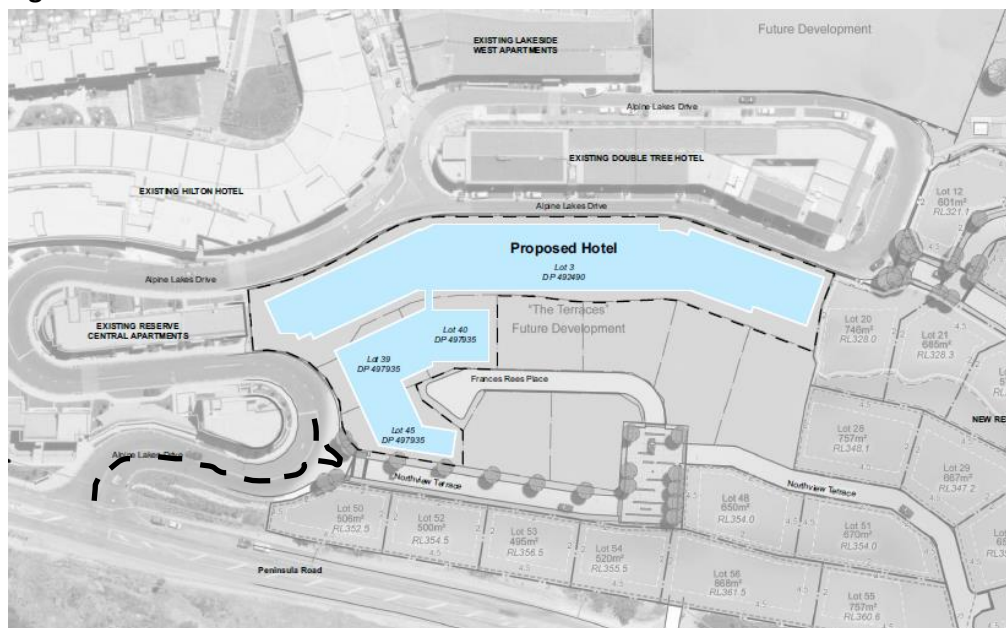 EXISTING LAKESIDE
WEST APARTMENTS
Future Development
Alpine Lakes Drive
EXISTING DOUBLE TREE HOTEL
EXISTING HILTON HOTEL
Alpine Lakes Drive
Lot 12
601m²
RL321.1
Proposed Hotel
Lot 3
DP 492490
Alpine Lakes Drive
EXISTING RESERVE
CENTRAL APARTMENTS
"The Terraces"
Future Development
Lot 40
DP 497935
Lot 39
DP 497935
Lot 20
746m²
RL328.0
Lot 21
685m²
RL328.3
Frances Rees Place
Lot 45
DP 497935
Lot 28
757m²
RL348.1
Lot 29
667m²
RL347.2
Alpine Lakes Drive
Northview Terrace
Northview Terrace
Lot 50
506m²
RL352.5
Lot 52
500m²
RL354.5
Lot 53
495m²
RL356.5
Lot 54
520m²
RL355.5
Lot 48
650m²
RL354.0
Lot 51
670m²
RL354.0
Lot 56
868m²
RL361.5
Lot 55
757m²
RL360.6
Peninsula Road